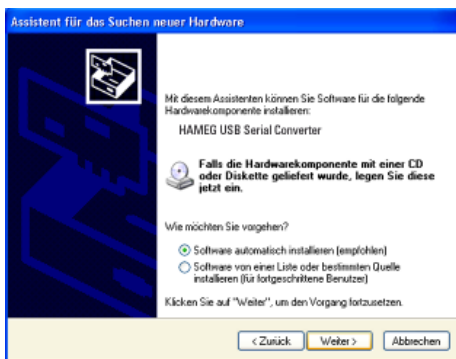 Assistent für das Suchen neuer Hardware
Mit diesem Assistenten können Sie Software für die folgende
Hardwarekomponente installieren:
HAMEG USB Serial Converter
Falls die Hardwarekomponente mit einer CD
oder Diskette geliefert wurde, legen Sie diese
jetzt ein.
Wie möchten Sie vorgehen?
Software automatisch installieren (empfohlen)
Software von einer Liste oder bestimmten Quelle
installieren (für fortgeschrittene Benutzer)
Klicken Sie auf "Weiter", um den Vorgang fortzusetzen.
< Zurück Weiter > Abbrechen